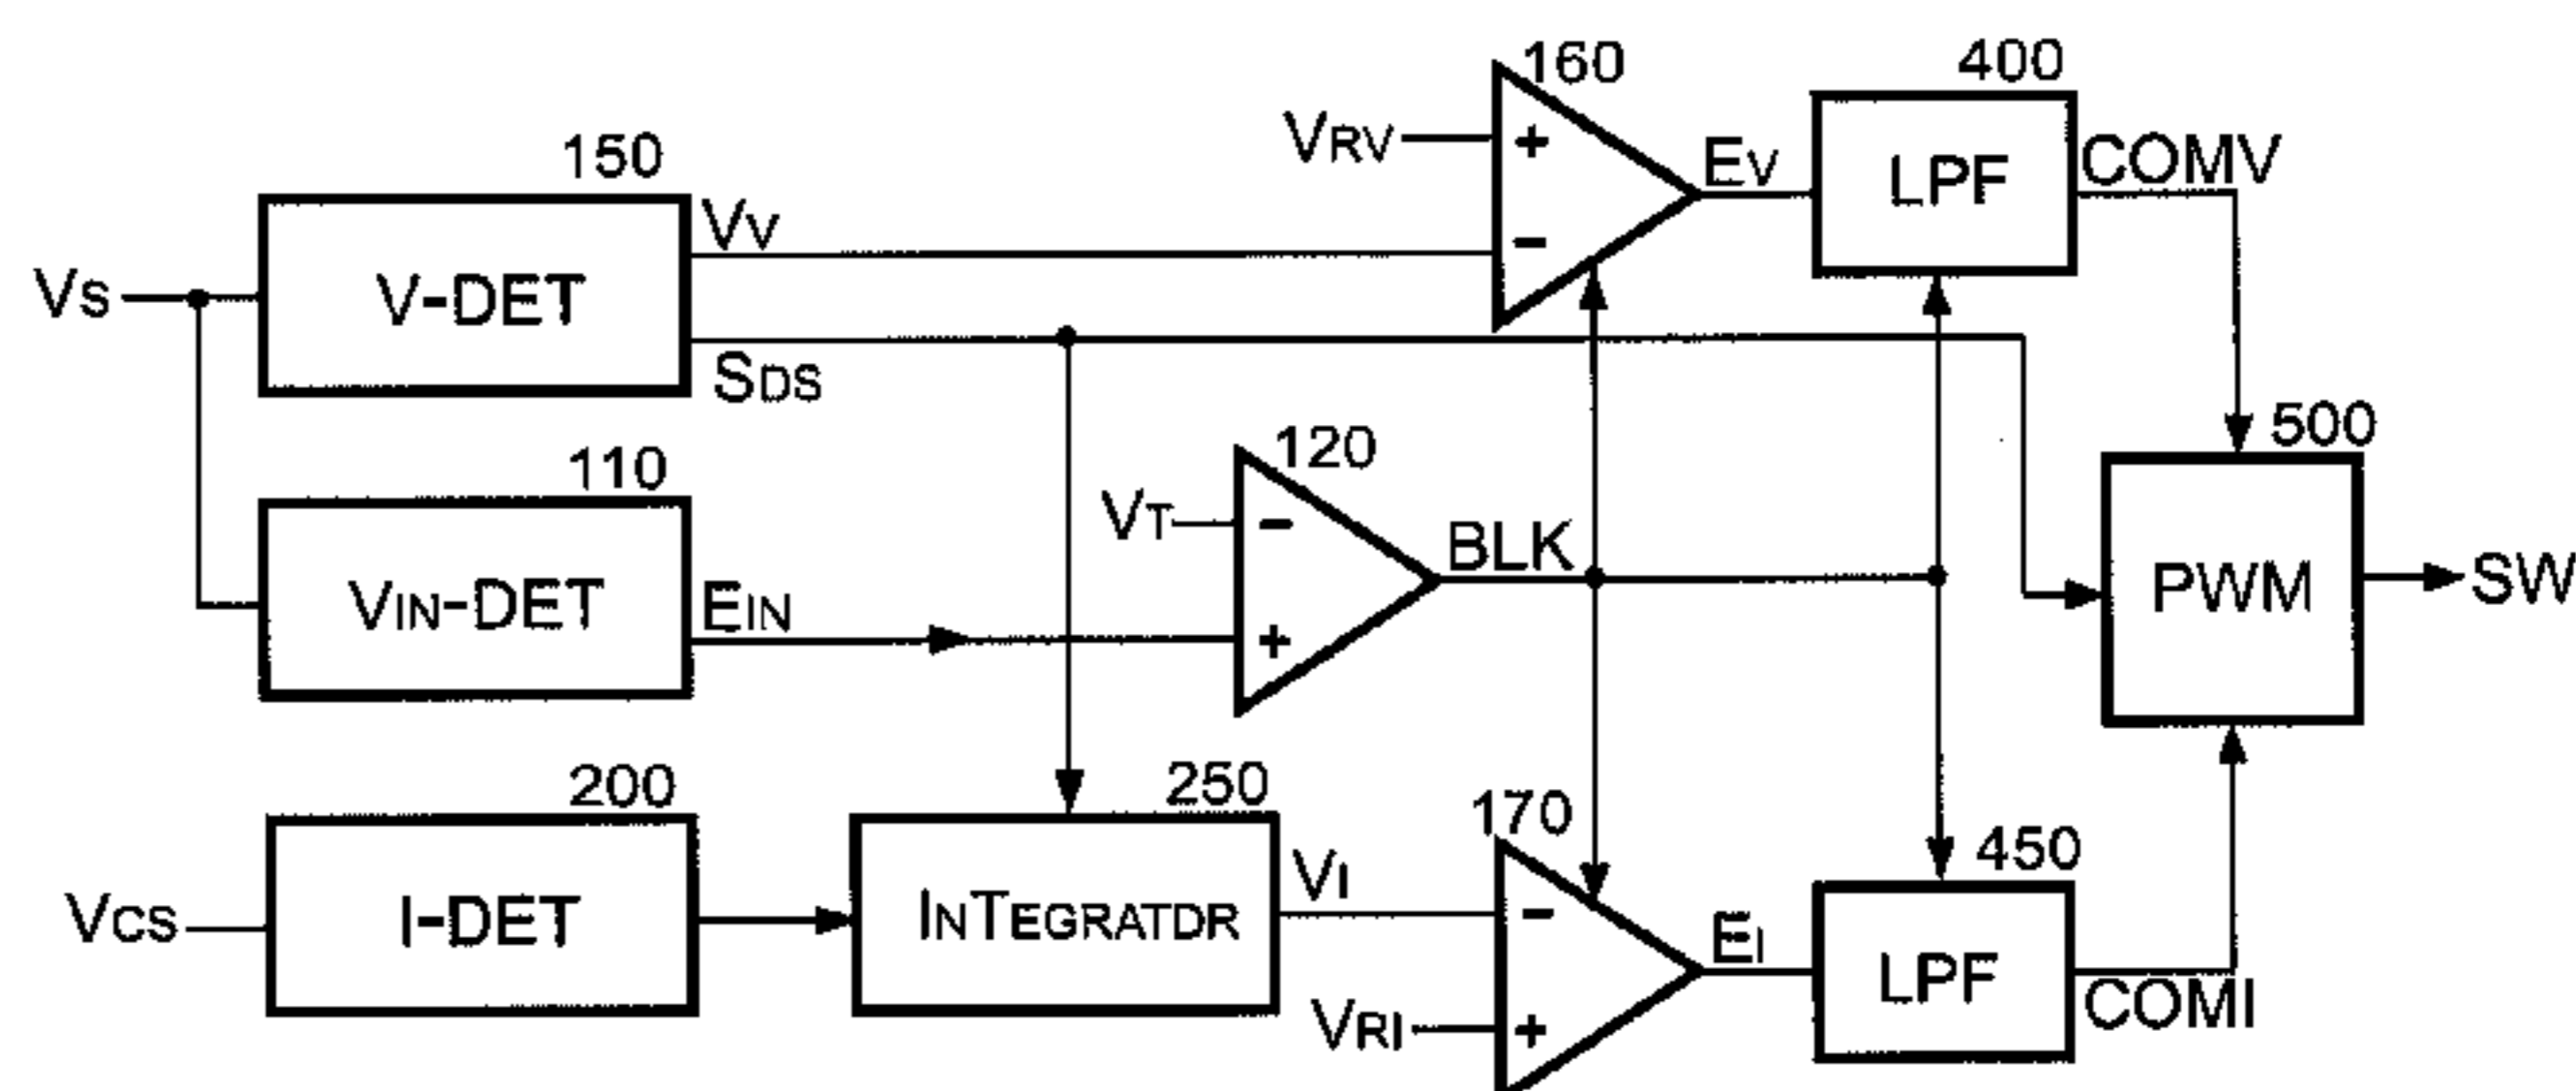 160
400
VRV
+
EV
LPF
COMV
150
VV
-
VS
V-DET
SDS
110
120
500
VT
-
BLK
VIN-DET
EIN
+
PWM
SW
200
250
170
450
VCS
I-DET
INTEGRATDR
VI
-
EI
LPF
VRI
+
COMI